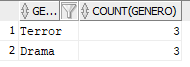 GE... COUNT(GENERO)
1 Terror 3
2 Drama 3